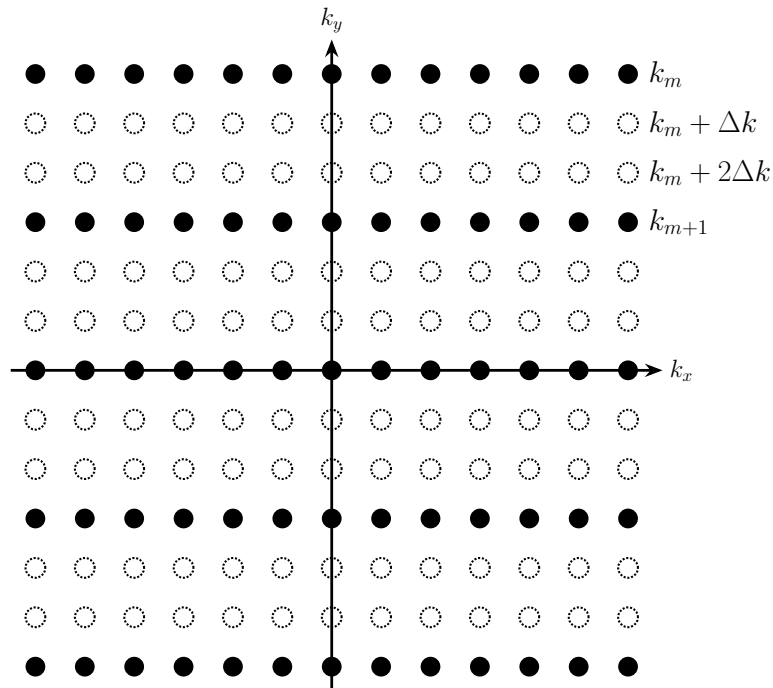 k_y
k_m
k_m + Δk
k_m + 2Δk
k_{m+1}
k_x